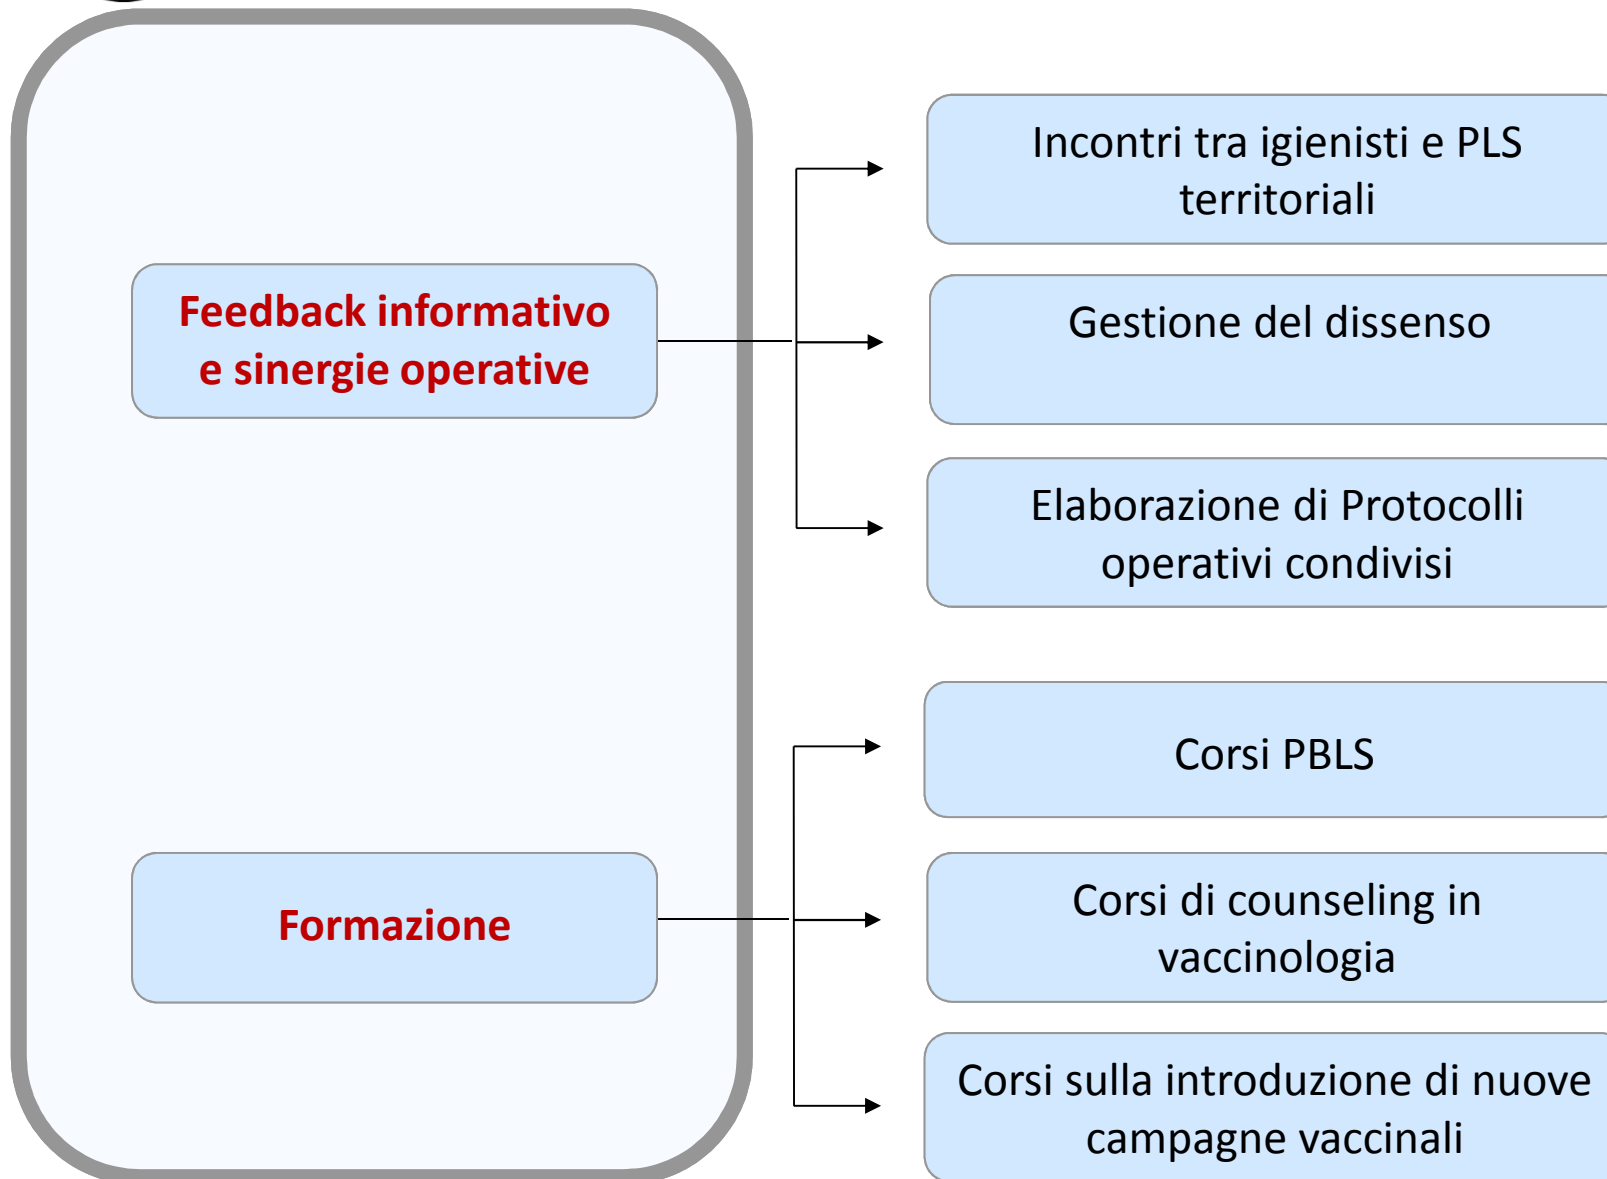 Feedback informativo
e sinergie operative
Incontri tra igienisti e PLS
territoriali
Gestione del dissenso
Elaborazione di Protocolli
operativi condivisi
Formazione
Corsi PBLS
Corsi di counseling in
vaccinologia
Corsi sulla introduzione di nuove
campagne vaccinali